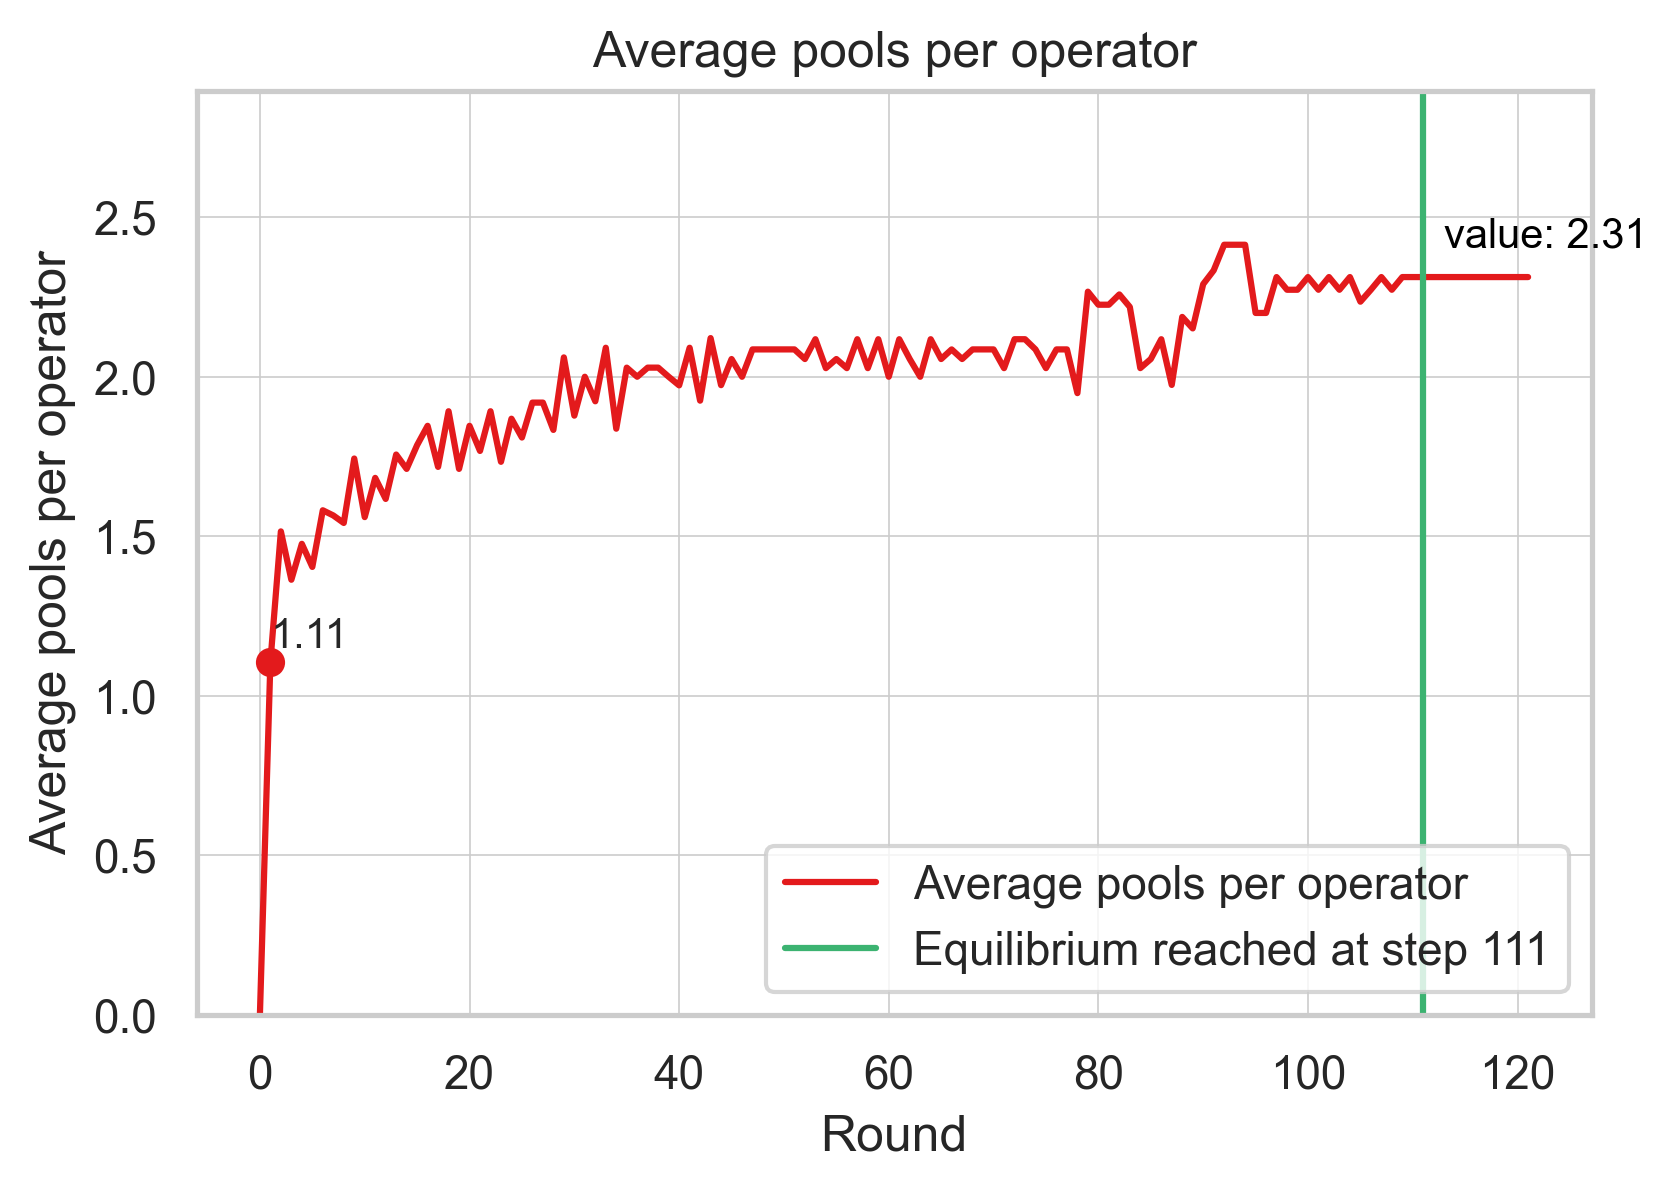 Average pools per operator
Average pools per operator
2.5
2.0
1.5
1.0
0.5
0.0
value: 2.31
1.11
Average pools per operator
Equilibrium reached at step 111
0 20 40 60 80 100 120
Round